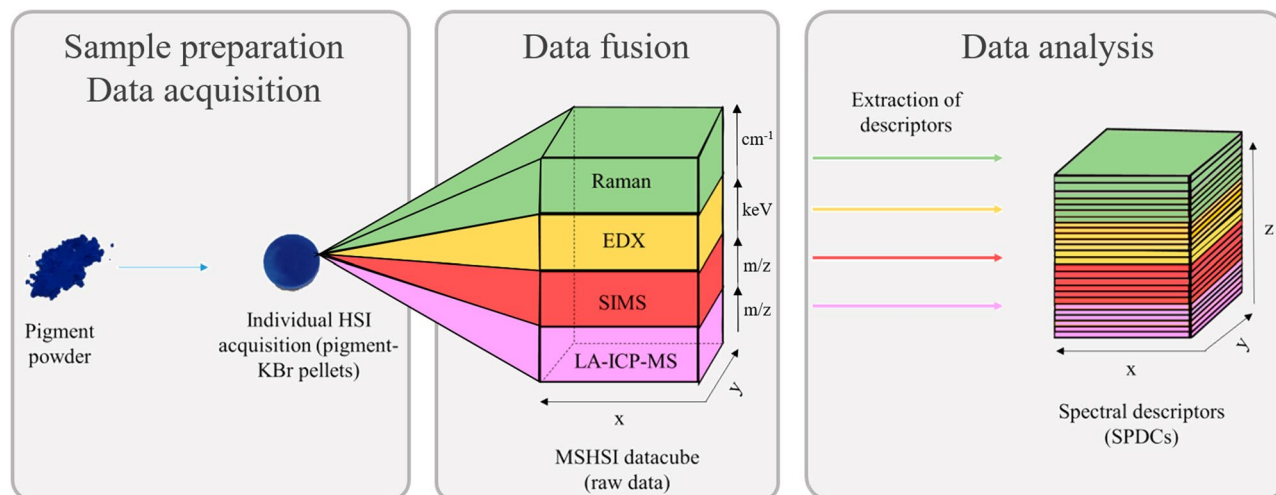 Sample preparation
Data acquisition
Pigment
powder
Individual HSI
acquisition (pigment-
KBr pellets)
Data fusion
cm-1
Raman
keV
EDX
m/z
SIMS
m/z
LA-ICP-MS
y
x
MSHSI datacube
(raw data)
Data analysis
Extraction of
descriptors
z
y
x
Spectral descriptors
(SPDCs)